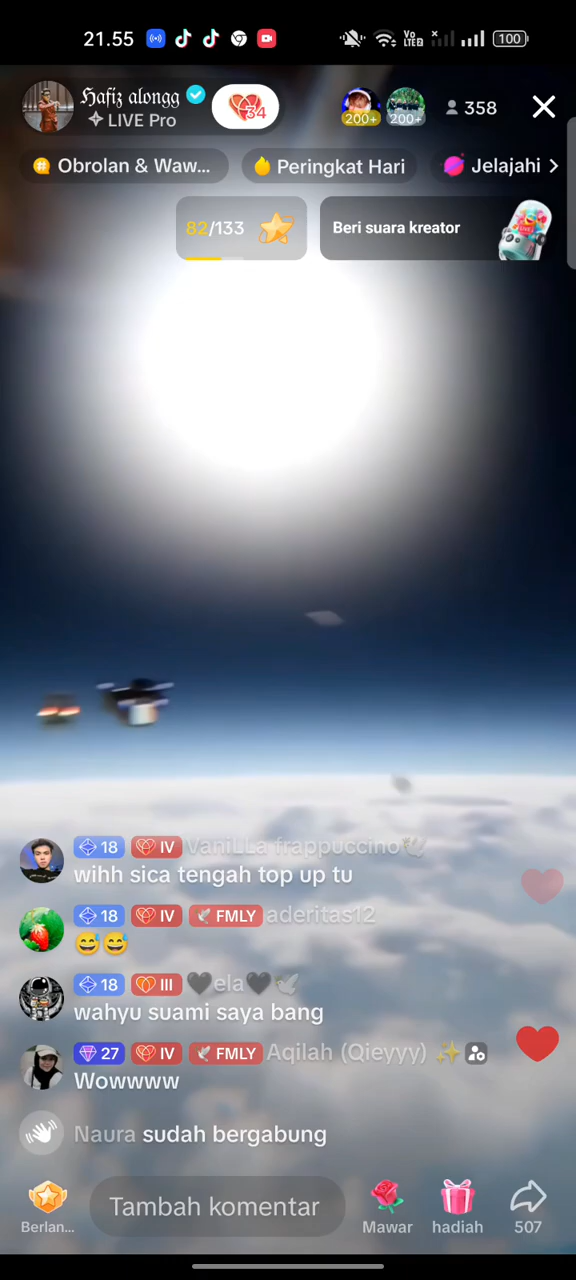 21.55
Vo
LTE2
100
ℌafiz alongg
LIVE Pro
34
200+
200+
358
Obrolan & Waw...
Peringkat Hari
Jelajahi
82/133
Beri suara kreator
LIVE
18 IV VaniLLa frappuccino🕊
wihh sica tengah top up tu
18 IV FMLY aderitas12
😅😅
18 III 🖤ela🖤🕊
wahyu suami saya bang
27 IV FMLY Aqilah (Qieyyy) ✨
Wowwww
Naura sudah bergabung
Berlan...
Tambah komentar
Mawar
hadiah
507